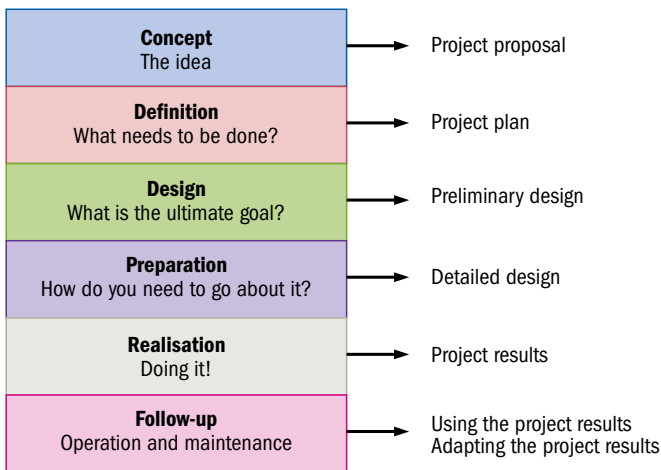 Concept
The idea
Project proposal
Definition
What needs to be done?
Project plan
Design
What is the ultimate goal?
Preliminary design
Preparation
How do you need to go about it?
Detailed design
Realisation
Doing it!
Project results
Follow-up
Operation and maintenance
Using the project results
Adapting the project results